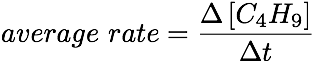 average rate = Δ [C₄H₉] / Δt